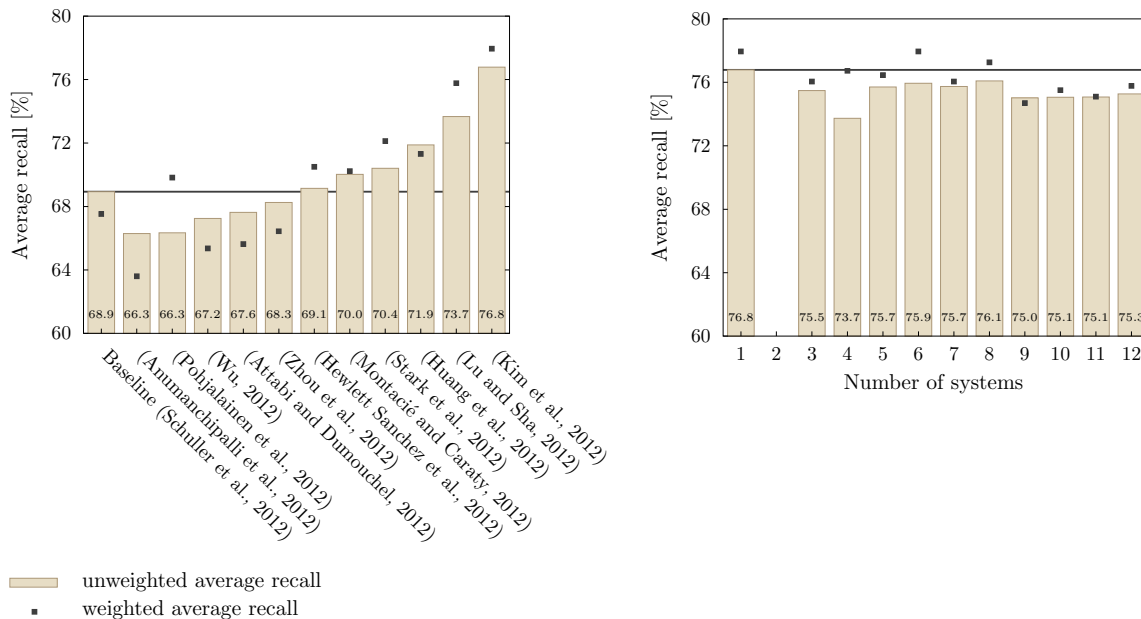 80
76
72
68
64
60
Average recall [%]
68.9 66.3 66.3 67.2 67.6 68.3 69.1 70.0 70.4 71.9 73.7 76.8
Baseline (Schuller et al., 2012)
(Anumanchipalli et al., 2012)
(Pohjalainen et al., 2012)
(Wu, 2012)
(Attabi and Dumouchel, 2012)
(Zhou et al., 2012)
(Hewlett Sanchez et al., 2012)
(Montacié and Caraty, 2012)
(Stark et al., 2012)
(Huang et al., 2012)
(Lu and Sha, 2012)
(Kim et al., 2012)
unweighted average recall
weighted average recall
80
76
72
68
64
60
Average recall [%]
76.8 75.5 73.7 75.7 75.9 75.7 76.1 75.0 75.1 75.1 75.3
1 2 3 4 5 6 7 8 9 10 11 12
Number of systems